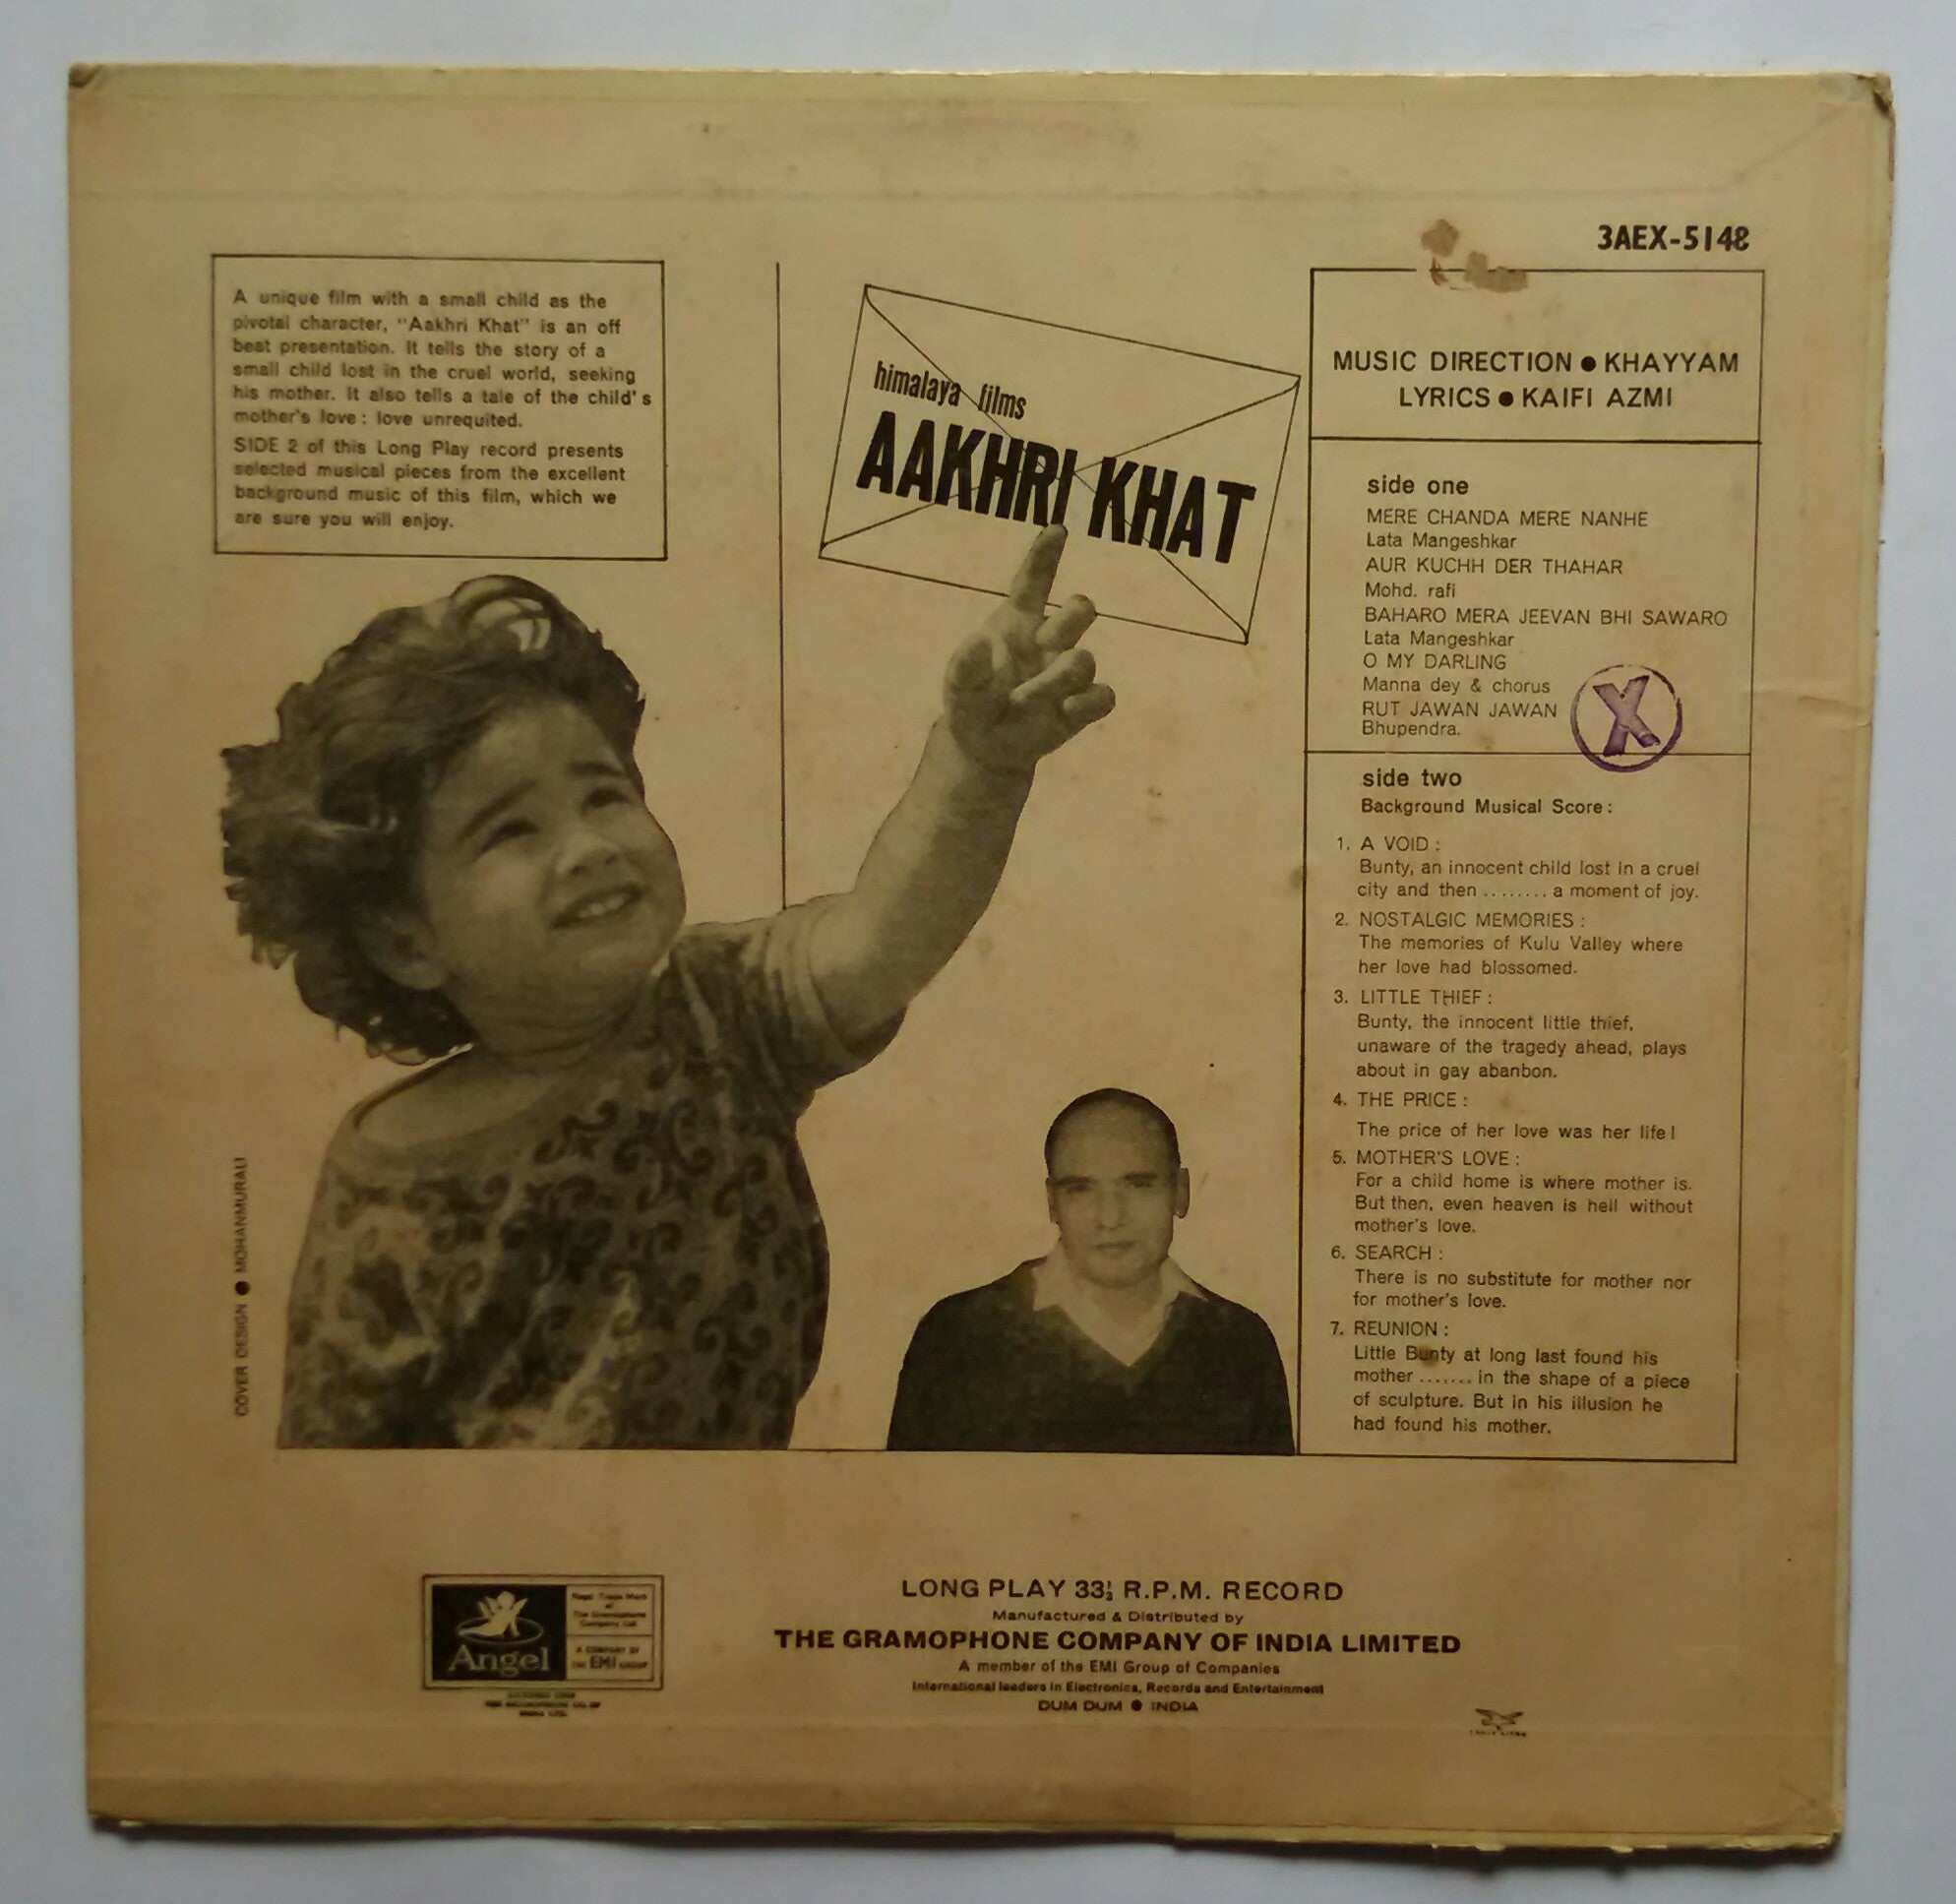 3AEX-5148
A unique film with a small child as the
pivotal character, "Aakhri Khat" is an off
beat presentation. It tells the story of a
small child lost in the cruel world, seeking
his mother. It also tells a tale of the child's
mother's love : love unrequited.
SIDE 2 of this Long Play record presents
selected musical pieces from the excellent
background music of this film, which we
are sure you will enjoy.
himalaya films
AAKHRI KHAT
MUSIC DIRECTION ● KHAYYAM
LYRICS ● KAIFI AZMI
side one
MERE CHANDA MERE NANHE
Lata Mangeshkar
AUR KUCHH DER THAHAR
Mohd. rafi
BAHARO MERA JEEVAN BHI SAWARO
Lata Mangeshkar
O MY DARLING
Manna dey & chorus
RUT JAWAN JAWAN
Bhupendra.
X
side two
Background Musical Score :
1. A VOID :
Bunty, an innocent child lost in a cruel
city and then ........ a moment of joy.
2. NOSTALGIC MEMORIES :
The memories of Kulu Valley where
her love had blossomed.
3. LITTLE THIEF :
Bunty, the innocent little thief,
unaware of the tragedy ahead, plays
about in gay abanbon.
4. THE PRICE :
The price of her love was her life !
5. MOTHER'S LOVE :
For a child home is where mother is.
But then, even heaven is hell without
mother's love.
6. SEARCH :
There is no substitute for mother nor
for mother's love.
7. REUNION :
Little Bunty at long last found his
mother ....... in the shape of a piece
of sculpture. But in his illusion he
had found his mother.
COVER DESIGN ● MOHANMURALI
Angel
Regd. Trade Mark
of
The Gramophone
Company Ltd.
A COMPANY OF
THE EMI GROUP
LONG PLAY 33⅓ R.P.M. RECORD
Manufactured & Distributed by
THE GRAMOPHONE COMPANY OF INDIA LIMITED
A member of the EMI Group of Companies
International leaders in Electronics, Records and Entertainment
DUM DUM ● INDIA